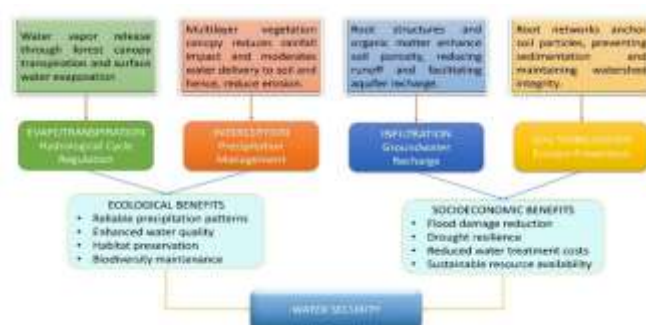 Water vapor release
through forest canopy
transpiration and surface
water evaporation
Multilayer vegetation
canopy reduces rainfall
impact and moderates
water delivery to soil and
hence, reduce erosion.
Root structures and
organic matter enhance
soil porosity, reducing
runoff and facilitating
aquifer recharge.
Root networks anchor
soil particles, preventing
sedimentation and
maintaining watershed
integrity.
EVAPOTRANSPIRATION
Hydrological Cycle
Regulation
INTERCEPTION
Precipitation
Management
INFILTRATION
Groundwater
Recharge
ECOLOGICAL BENEFITS
• Reliable precipitation patterns
• Enhanced water quality
• Habitat preservation
• Biodiversity maintenance
SOCIOECONOMIC BENEFITS
• Flood damage reduction
• Drought resilience
• Reduced water treatment costs
• Sustainable resource availability
WATER SECURITY